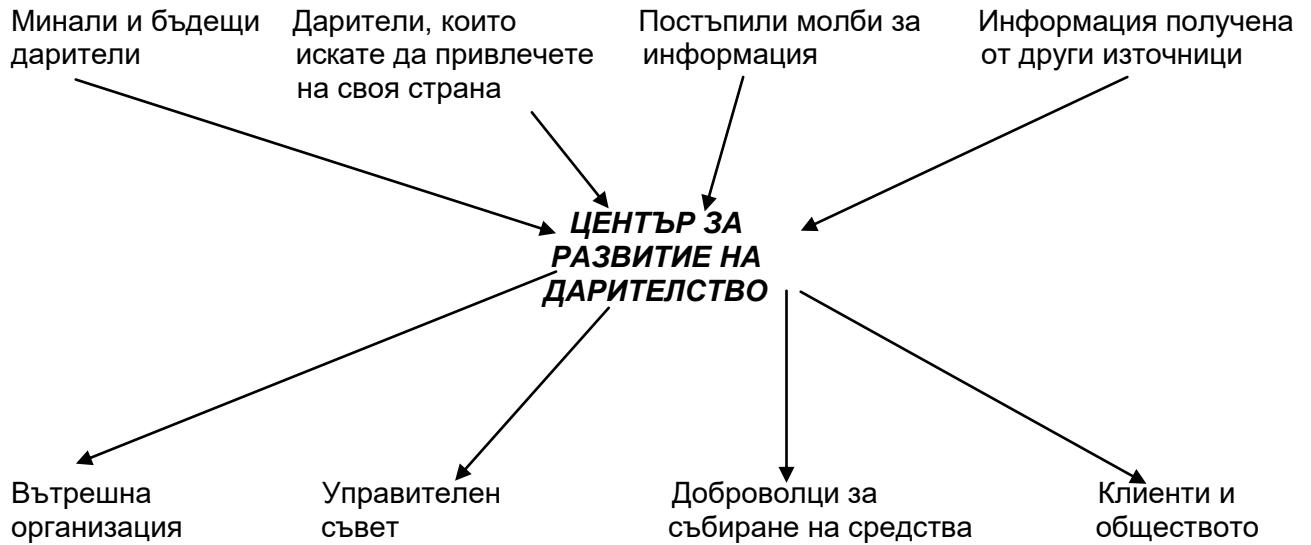 Минали и бъдещи
дарители
Дарители, които
искате да привлечете
на своя страна
Постъпили молби за
информация
Информация получена
от други източници
ЦЕНТЪР ЗА
РАЗВИТИЕ НА
ДАРИТЕЛСТВО
Вътрешна
организация
Управителен
съвет
Доброволци за
събиране на средства
Клиенти и
обществото